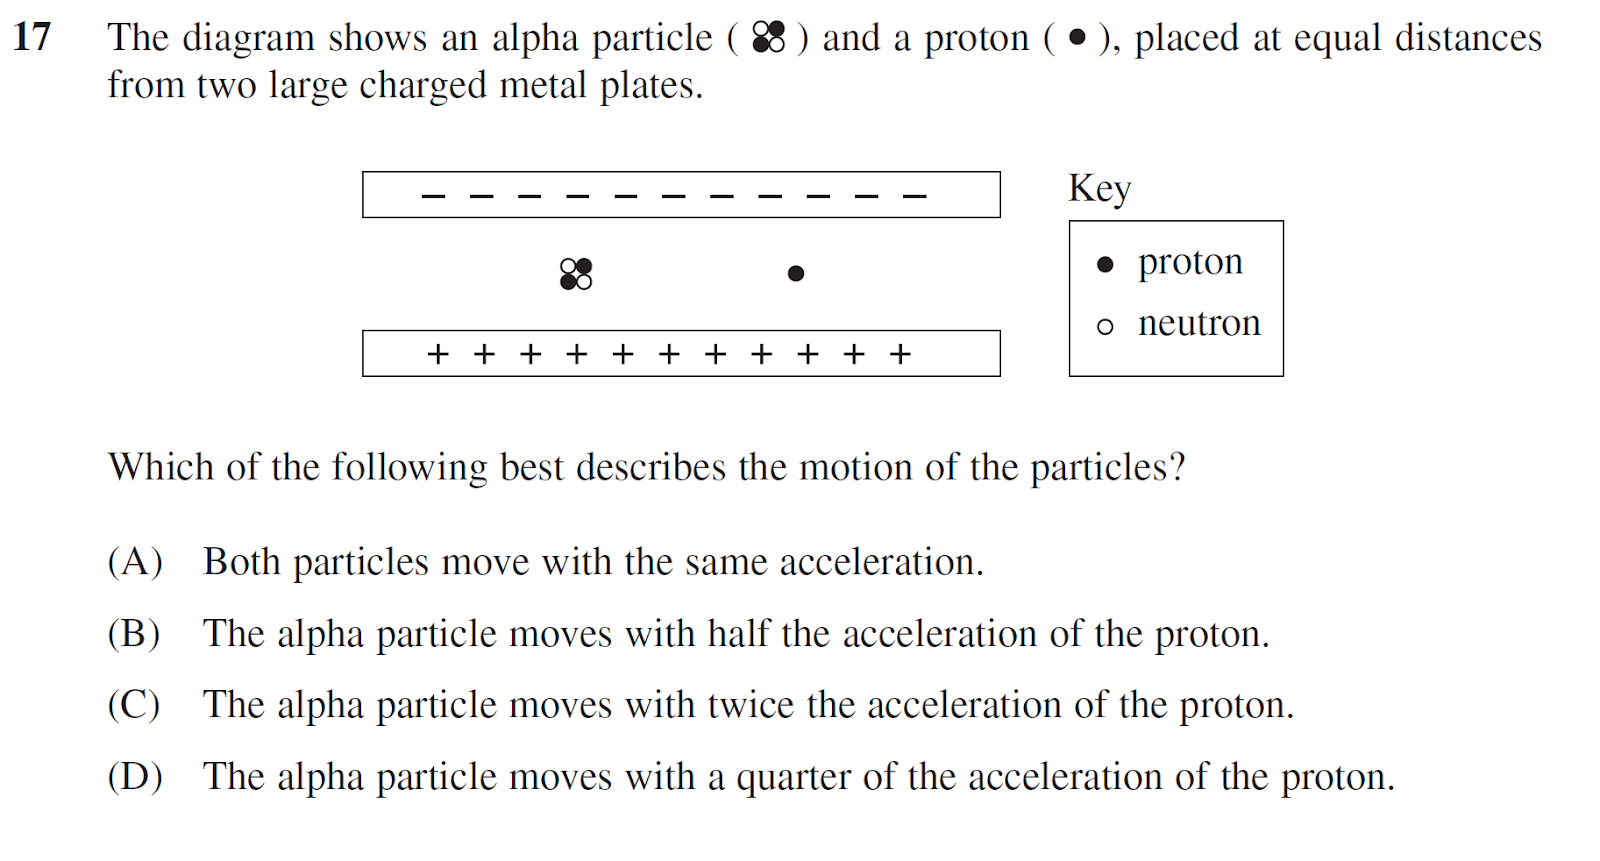 17 The diagram shows an alpha particle ( ) and a proton ( ), placed at equal distances
from two large charged metal plates.
− − − − − − − − − − −
Key
proton
neutron
+ + + + + + + + + + +
Which of the following best describes the motion of the particles?
(A) Both particles move with the same acceleration.
(B) The alpha particle moves with half the acceleration of the proton.
(C) The alpha particle moves with twice the acceleration of the proton.
(D) The alpha particle moves with a quarter of the acceleration of the proton.